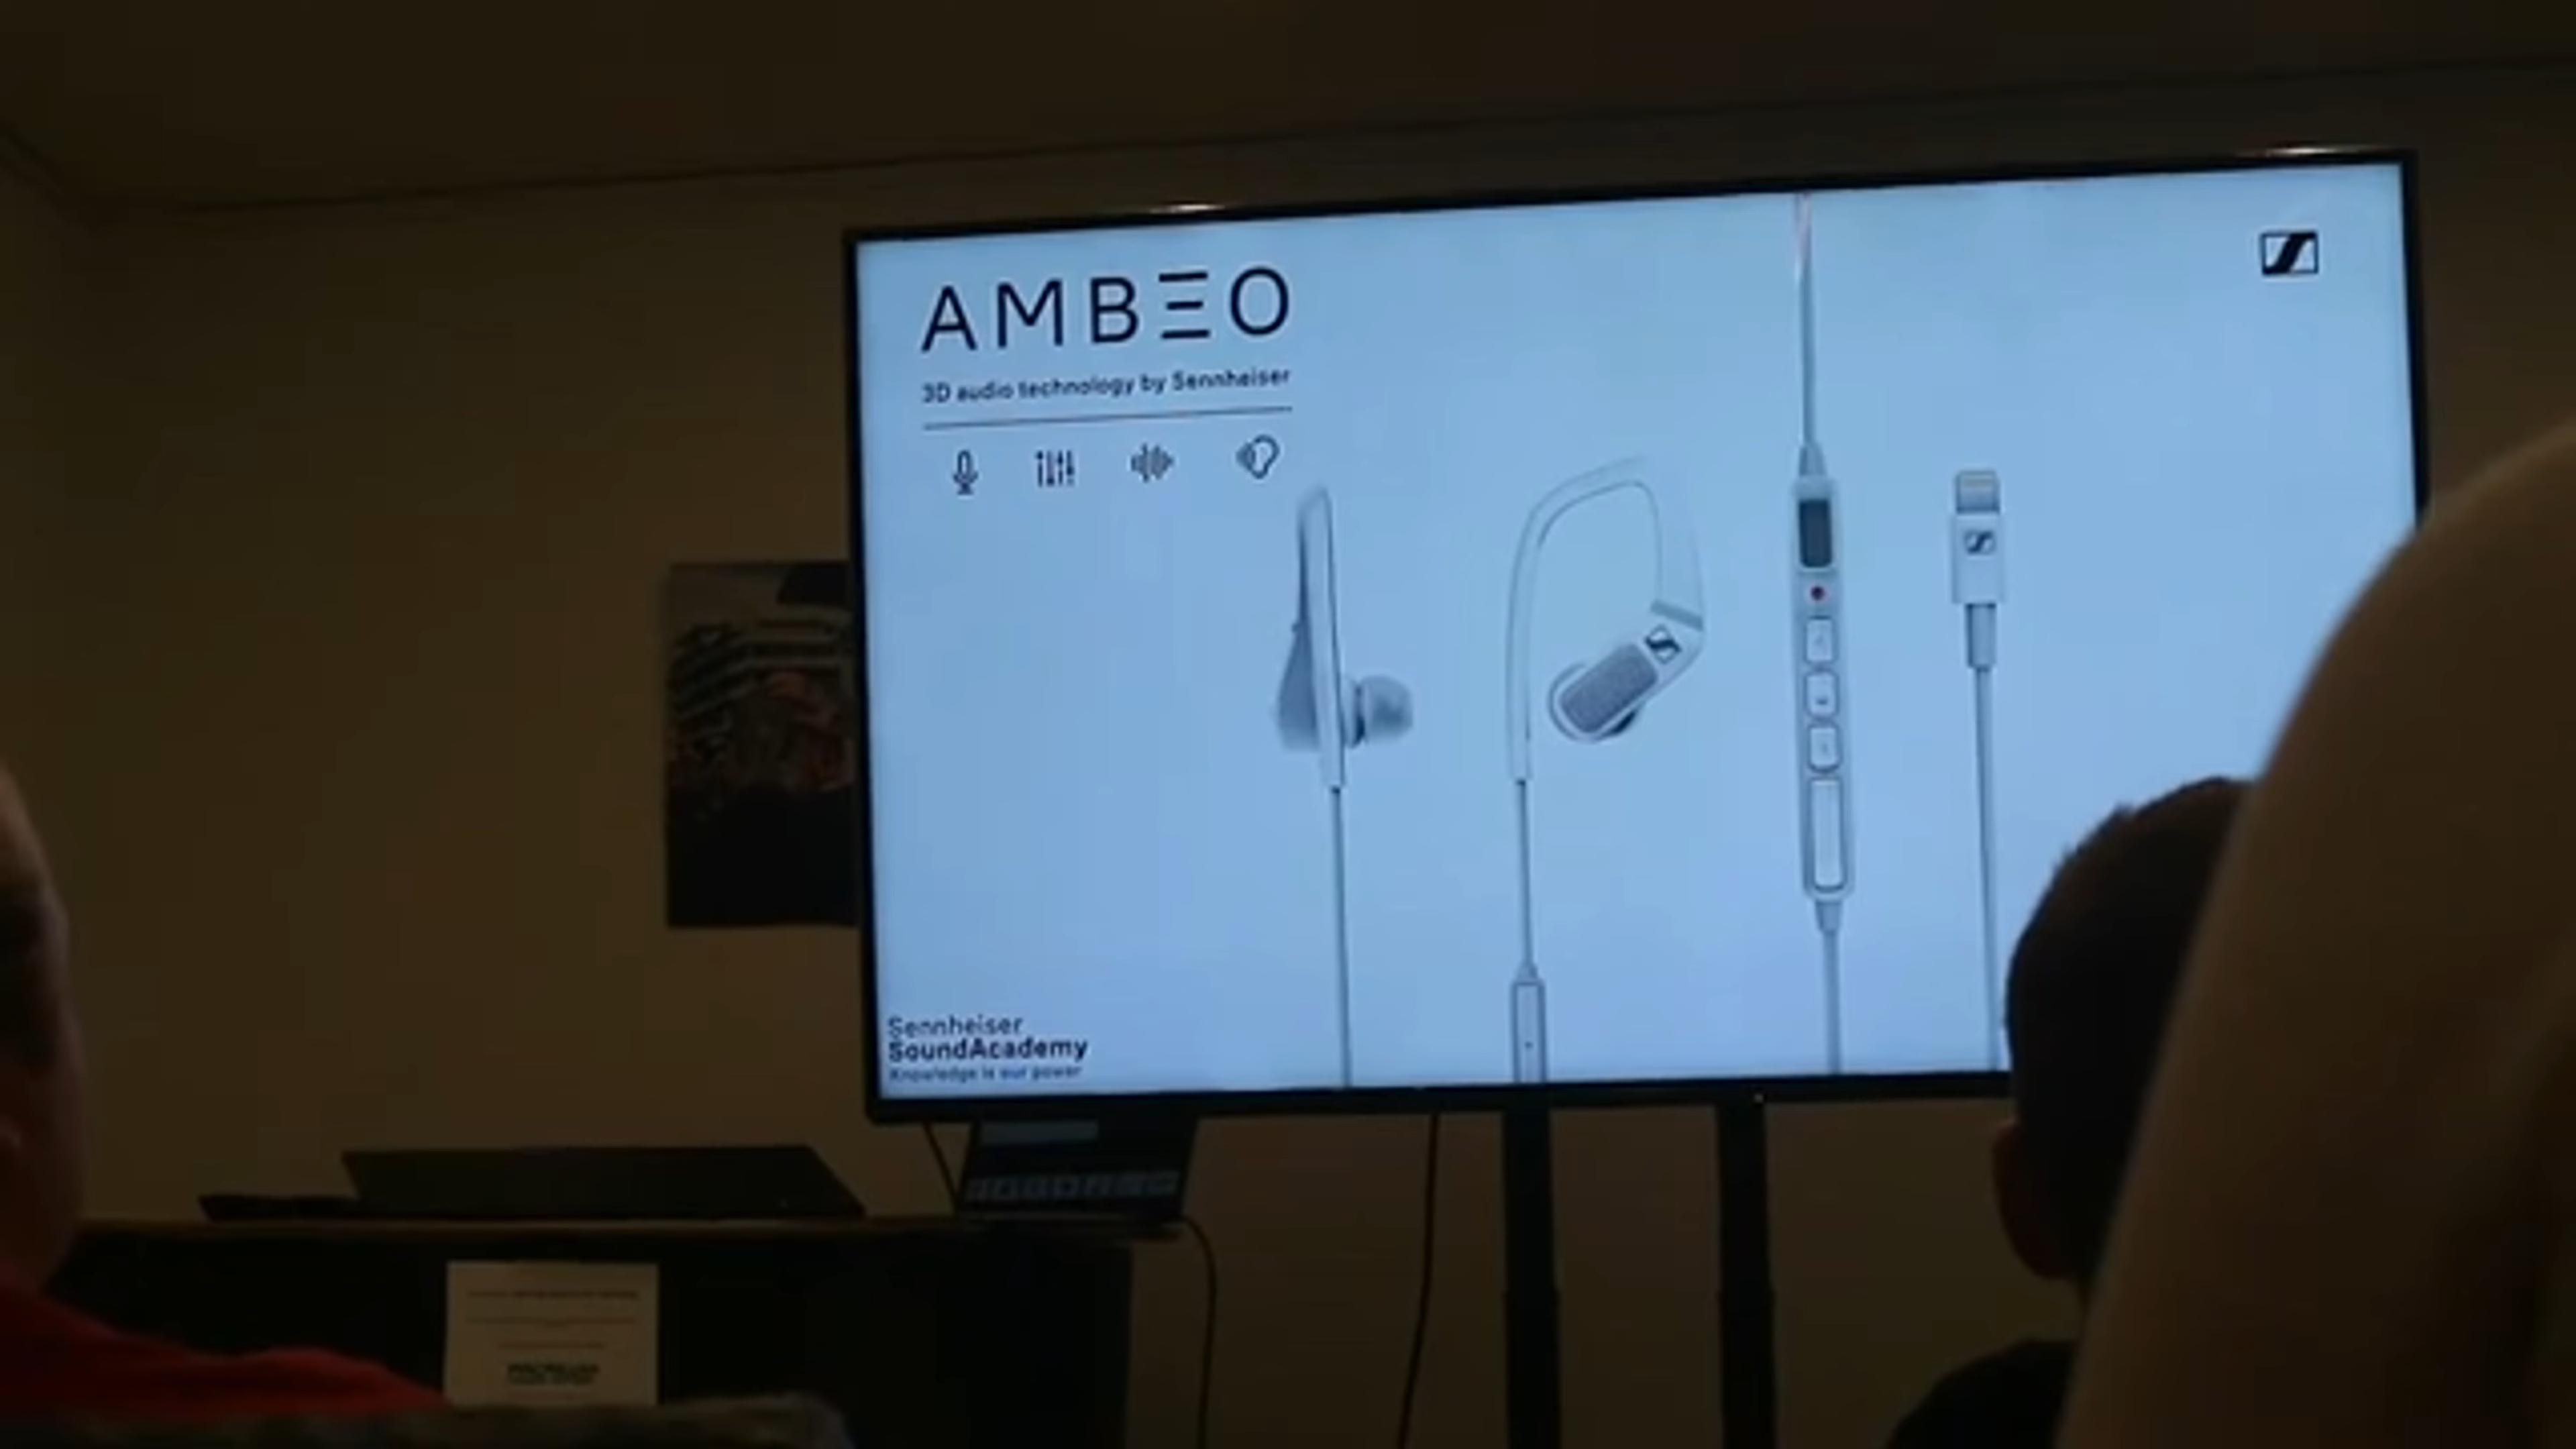 AMBEO
3D audio technology by Sennheiser
Sennheiser
SoundAcademy
Knowledge is our power